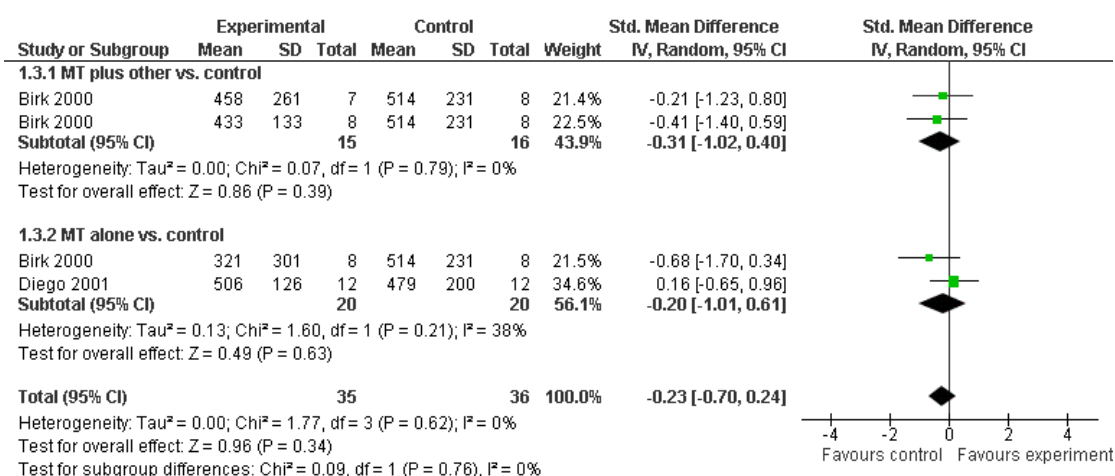 Experimental Control Std. Mean Difference Std. Mean Difference
Study or Subgroup Mean SD Total Mean SD Total Weight IV, Random, 95% CI IV, Random, 95% CI
1.3.1 MT plus other vs. control
Birk 2000 458 261 7 514 231 8 21.4% -0.21 [-1.23, 0.80]
Birk 2000 433 133 8 514 231 8 22.5% -0.41 [-1.40, 0.59]
Subtotal (95% CI) 15 16 43.9% -0.31 [-1.02, 0.40]
Heterogeneity: Tau² = 0.00; Chi² = 0.07, df = 1 (P = 0.79); I² = 0%
Test for overall effect: Z = 0.86 (P = 0.39)
1.3.2 MT alone vs. control
Birk 2000 321 301 8 514 231 8 21.5% -0.68 [-1.70, 0.34]
Diego 2001 506 126 12 479 200 12 34.6% 0.16 [-0.65, 0.96]
Subtotal (95% CI) 20 20 56.1% -0.20 [-1.01, 0.61]
Heterogeneity: Tau² = 0.13; Chi² = 1.60, df = 1 (P = 0.21); I² = 38%
Test for overall effect: Z = 0.49 (P = 0.63)
Total (95% CI) 35 36 100.0% -0.23 [-0.70, 0.24]
Heterogeneity: Tau² = 0.00; Chi² = 1.77, df = 3 (P = 0.62); I² = 0%
Test for overall effect: Z = 0.96 (P = 0.34)
Test for subgroup differences: Chi² = 0.09, df = 1 (P = 0.76), I² = 0%
-4 -2 0 2 4
Favours control Favours experiment